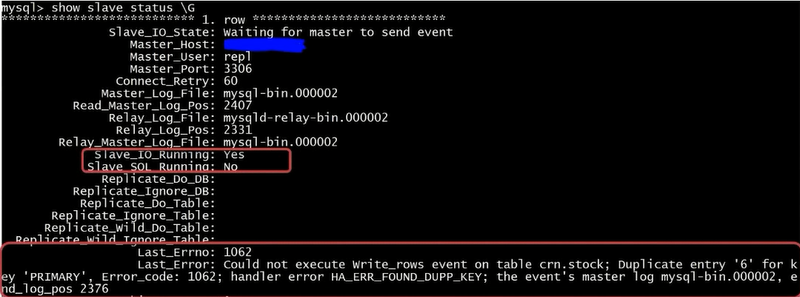 mysql> show slave status \G
*************************** 1. row ***************************
Slave_IO_State: Waiting for master to send event
Master_Host:
Master_User: repl
Master_Port: 3306
Connect_Retry: 60
Master_Log_File: mysql-bin.000002
Read_Master_Log_Pos: 2407
Relay_Log_File: mysqld-relay-bin.000002
Relay_Log_Pos: 2331
Relay_Master_Log_File: mysql-bin.000002
Slave_IO_Running: Yes
Slave_SQL_Running: No
Replicate_Do_DB:
Replicate_Ignore_DB:
Replicate_Do_Table:
Replicate_Ignore_Table:
Replicate_Wild_Do_Table:
Replicate_Wild_Ignore_Table:
Last_Errno: 1062
Last_Error: Could not execute Write_rows event on table crn.stock; Duplicate entry '6' for k
ey 'PRIMARY', Error_code: 1062; handler error HA_ERR_FOUND_DUPP_KEY; the event's master log mysql-bin.000002, e
nd_log_pos 2376